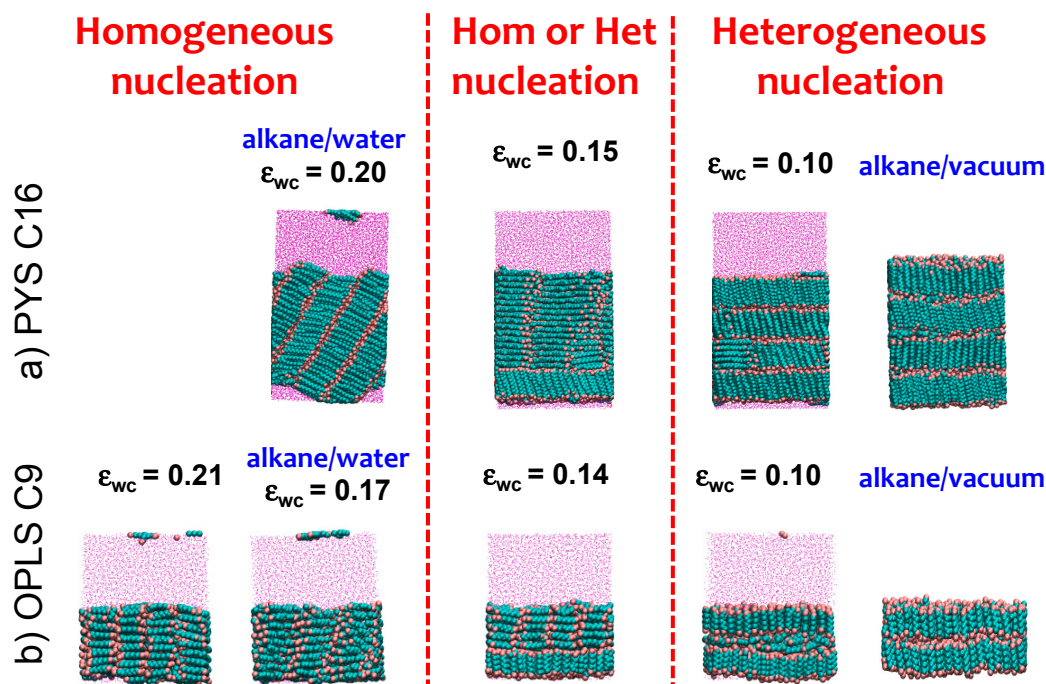 Homogeneous
nucleation
Hom or Het
nucleation
Heterogeneous
nucleation
a) PYS C16
alkane/water
εwc = 0.20
εwc = 0.15
εwc = 0.10
alkane/vacuum
b) OPLS C9
εwc = 0.21
alkane/water
εwc = 0.17
εwc = 0.14
εwc = 0.10
alkane/vacuum